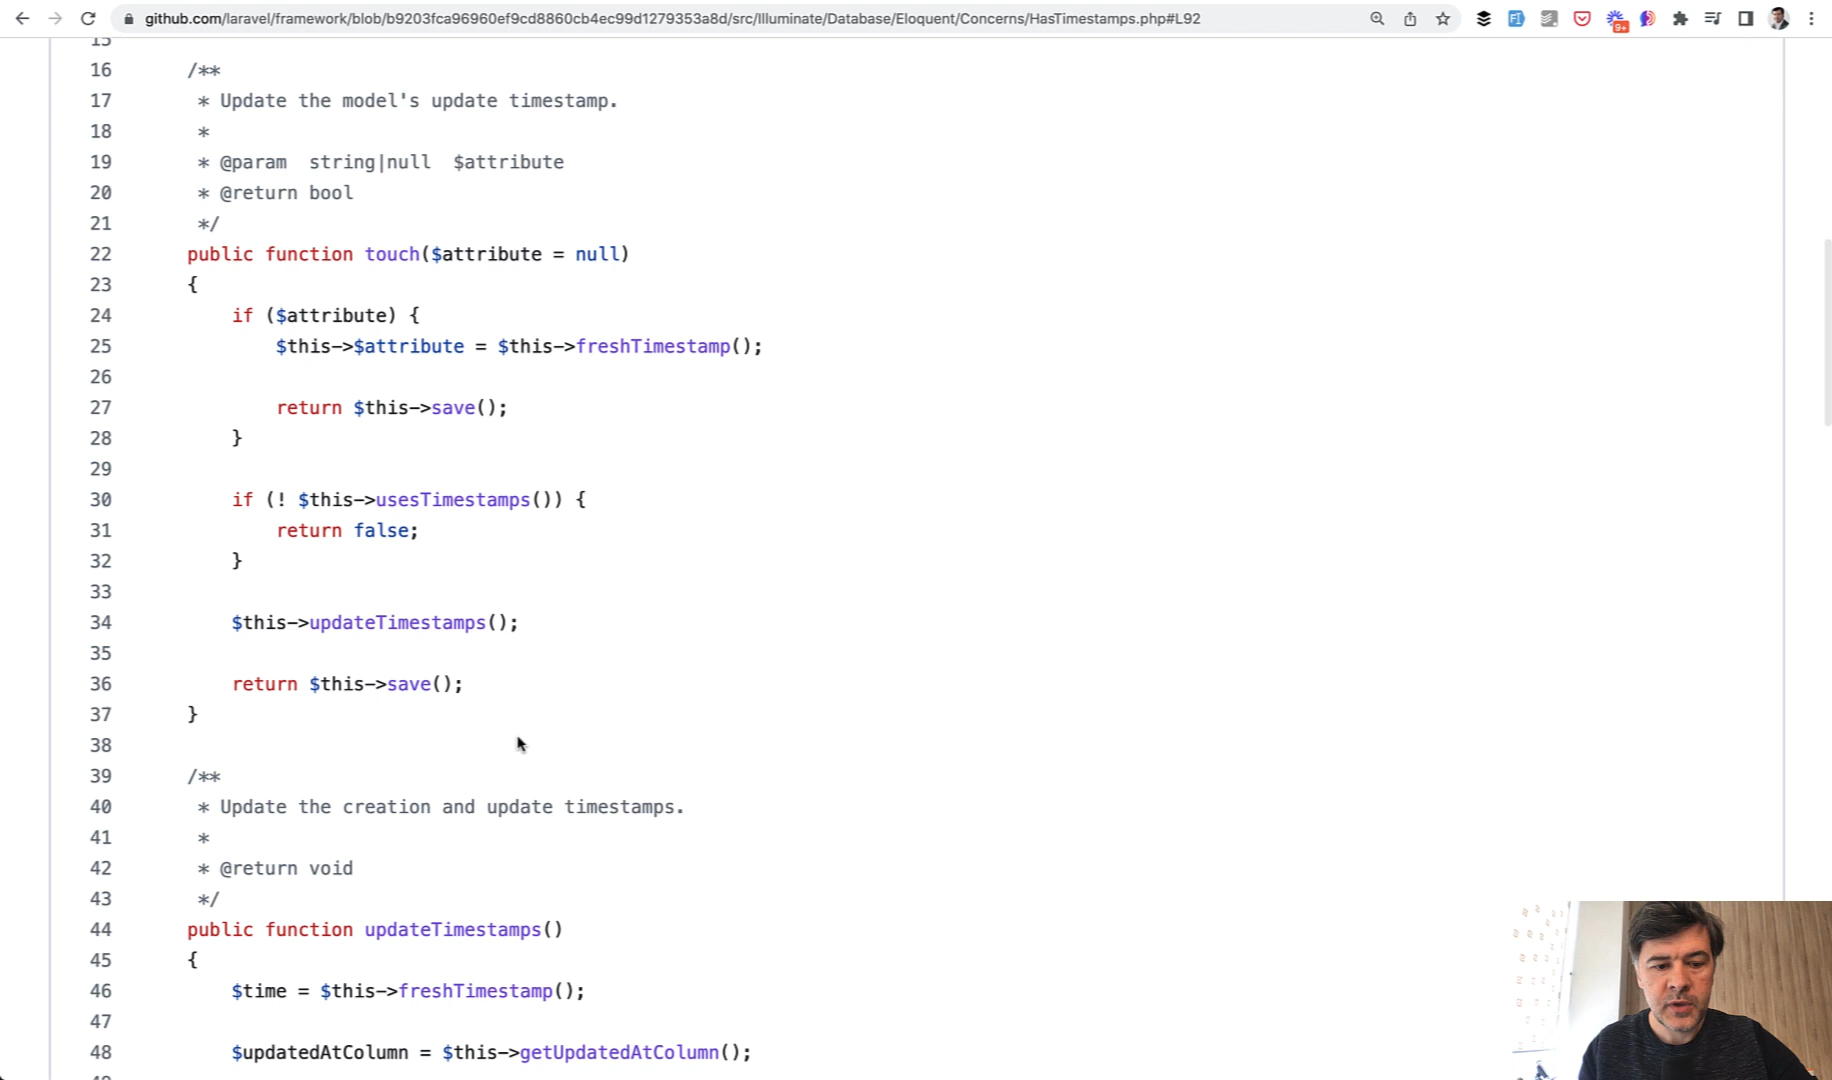 github.com/laravel/framework/blob/b9203fca96960ef9cd8860cb4ec99d1279353a8d/src/Illuminate/Database/Eloquent/Concerns/HasTimestamps.php#L92
9+
15
16 /**
17 * Update the model's update timestamp.
18 *
19 * @param  string|null  $attribute
20 * @return bool
21 */
22 public function touch($attribute = null)
23 {
24 if ($attribute) {
25 $this->$attribute = $this->freshTimestamp();
26
27 return $this->save();
28 }
29
30 if (! $this->usesTimestamps()) {
31 return false;
32 }
33
34 $this->updateTimestamps();
35
36 return $this->save();
37 }
38
39 /**
40 * Update the creation and update timestamps.
41 *
42 * @return void
43 */
44 public function updateTimestamps()
45 {
46 $time = $this->freshTimestamp();
47
48 $updatedAtColumn = $this->getUpdatedAtColumn();